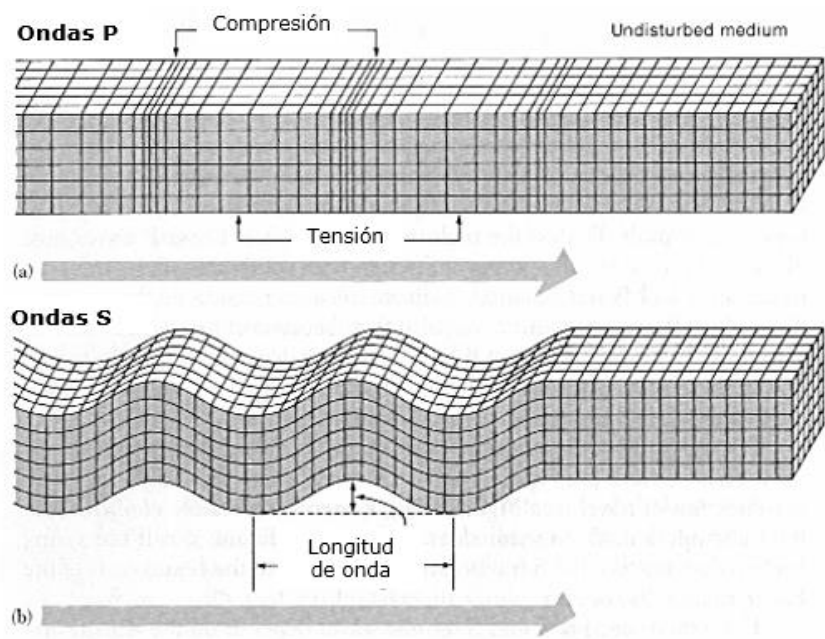 Ondas P
Compresión
Undisturbed medium
Tensión
(a)
Ondas S
Longitud
de onda
(b)